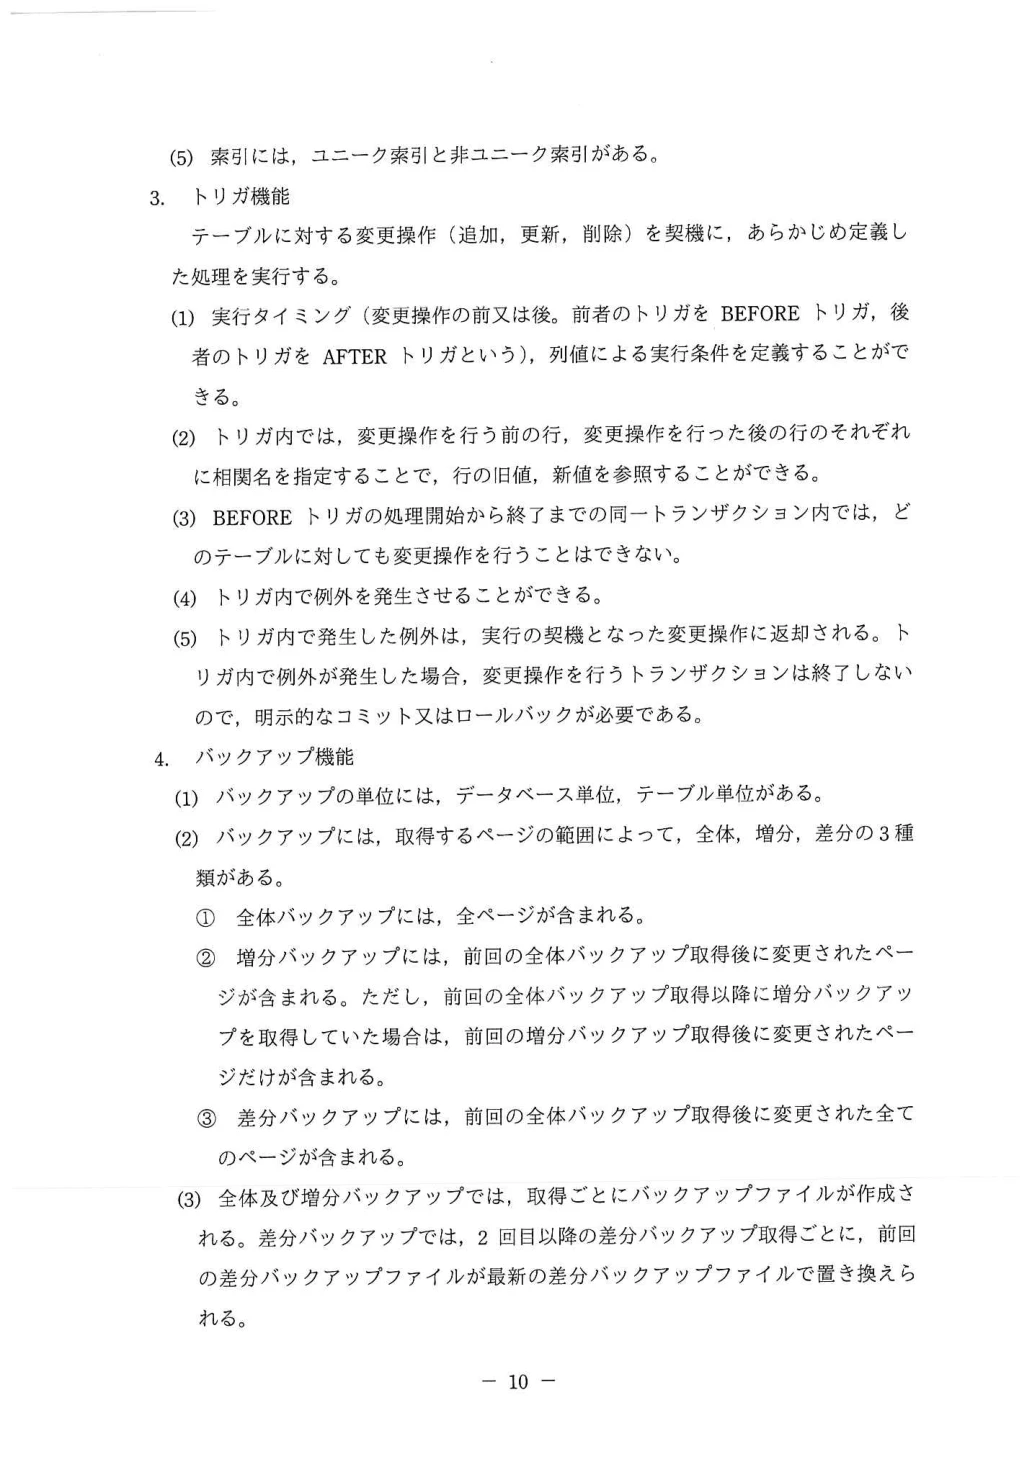 (5) 索引には，ユニーク索引と非ユニーク索引がある。
3. トリガ機能
テーブルに対する変更操作（追加，更新，削除）を契機に，あらかじめ定義し
た処理を実行する。
(1) 実行タイミング（変更操作の前又は後。前者のトリガを BEFORE トリガ，後
者のトリガを AFTER トリガという），列値による実行条件を定義することがで
きる。
(2) トリガ内では，変更操作を行う前の行，変更操作を行った後の行のそれぞれ
に相関名を指定することで，行の旧値，新値を参照することができる。
(3) BEFORE トリガの処理開始から終了までの同一トランザクション内では，ど
のテーブルに対しても変更操作を行うことはできない。
(4) トリガ内で例外を発生させることができる。
(5) トリガ内で発生した例外は，実行の契機となった変更操作に返却される。ト
リガ内で例外が発生した場合，変更操作を行うトランザクションは終了しない
ので，明示的なコミット又はロールバックが必要である。
4. バックアップ機能
(1) バックアップの単位には，データベース単位，テーブル単位がある。
(2) バックアップには，取得するページの範囲によって，全体，増分，差分の3種
類がある。
① 全体バックアップには，全ページが含まれる。
② 増分バックアップには，前回の全体バックアップ取得後に変更されたペー
ジが含まれる。ただし，前回の全体バックアップ取得以降に増分バックアッ
プを取得していた場合は，前回の増分バックアップ取得後に変更されたペー
ジだけが含まれる。
③ 差分バックアップには，前回の全体バックアップ取得後に変更された全て
のページが含まれる。
(3) 全体及び増分バックアップでは，取得ごとにバックアップファイルが作成さ
れる。差分バックアップでは，2 回目以降の差分バックアップ取得ごとに，前回
の差分バックアップファイルが最新の差分バックアップファイルで置き換えら
れる。
－ 10 －